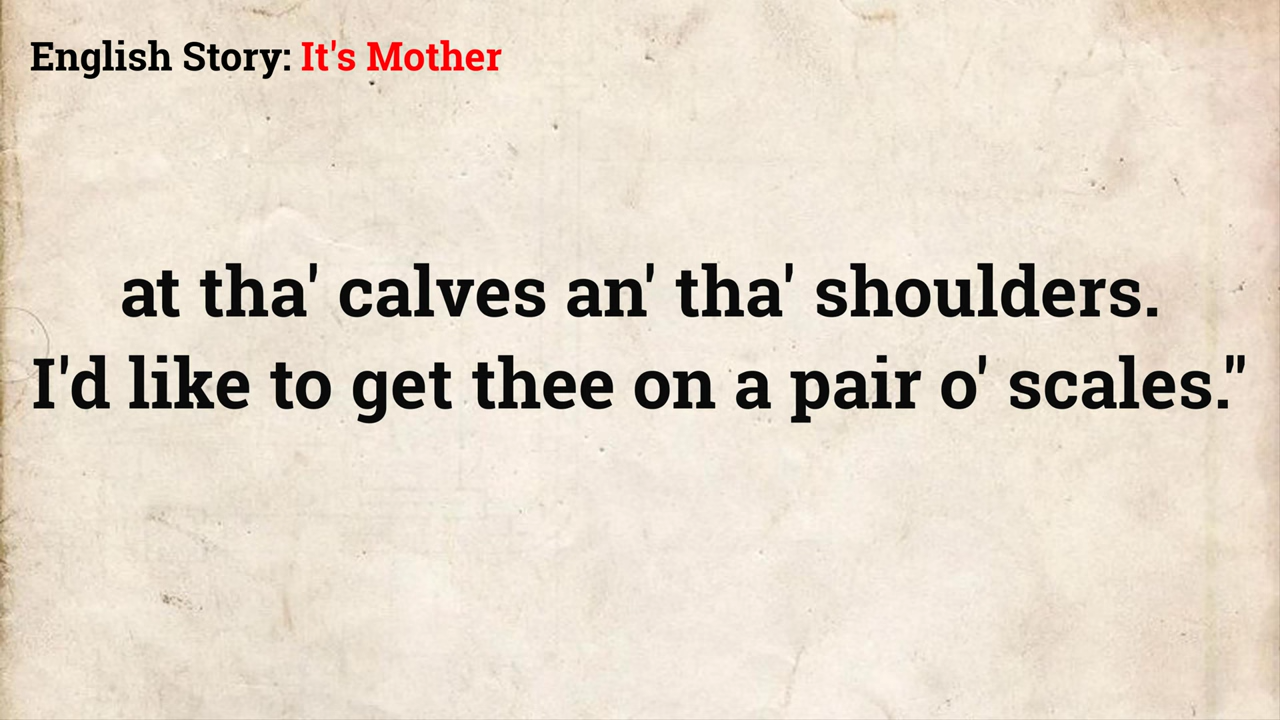 English Story: It's Mother
at tha' calves an' tha' shoulders.
I'd like to get thee on a pair o' scales."